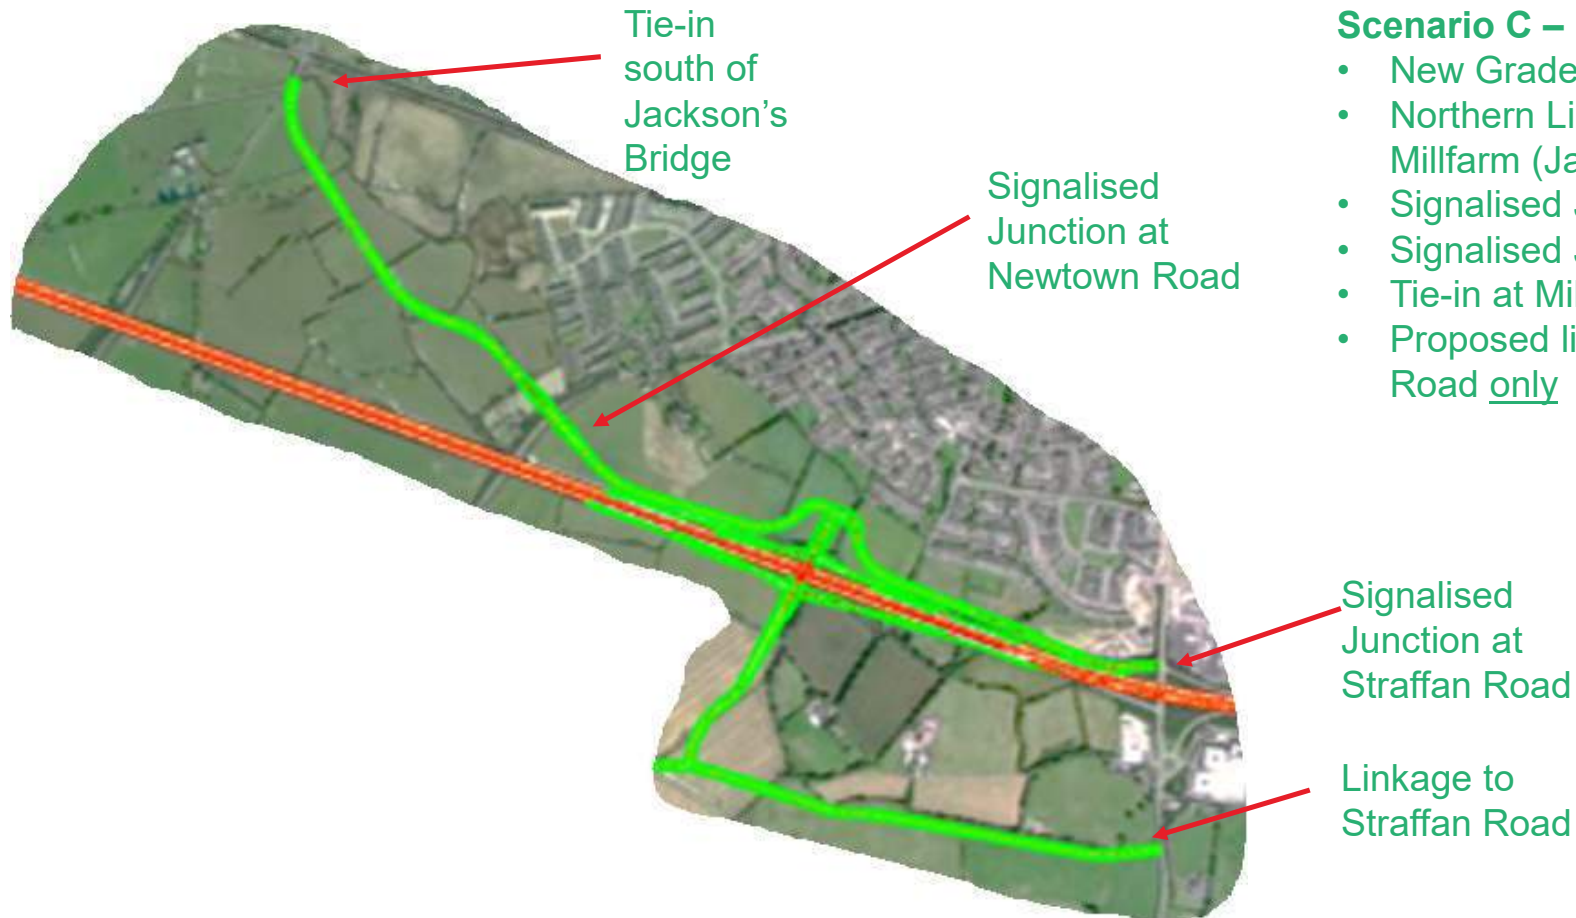 Tie-in
south of
Jackson's
Bridge
Signalised
Junction at
Newtown Road
Signalised
Junction at
Straffan Road
Linkage to
Straffan Road
Scenario C –
• New Grade
• Northern Li
Millfarm (Ja
• Signalised
• Signalised
• Tie-in at Mil
• Proposed li
Road only